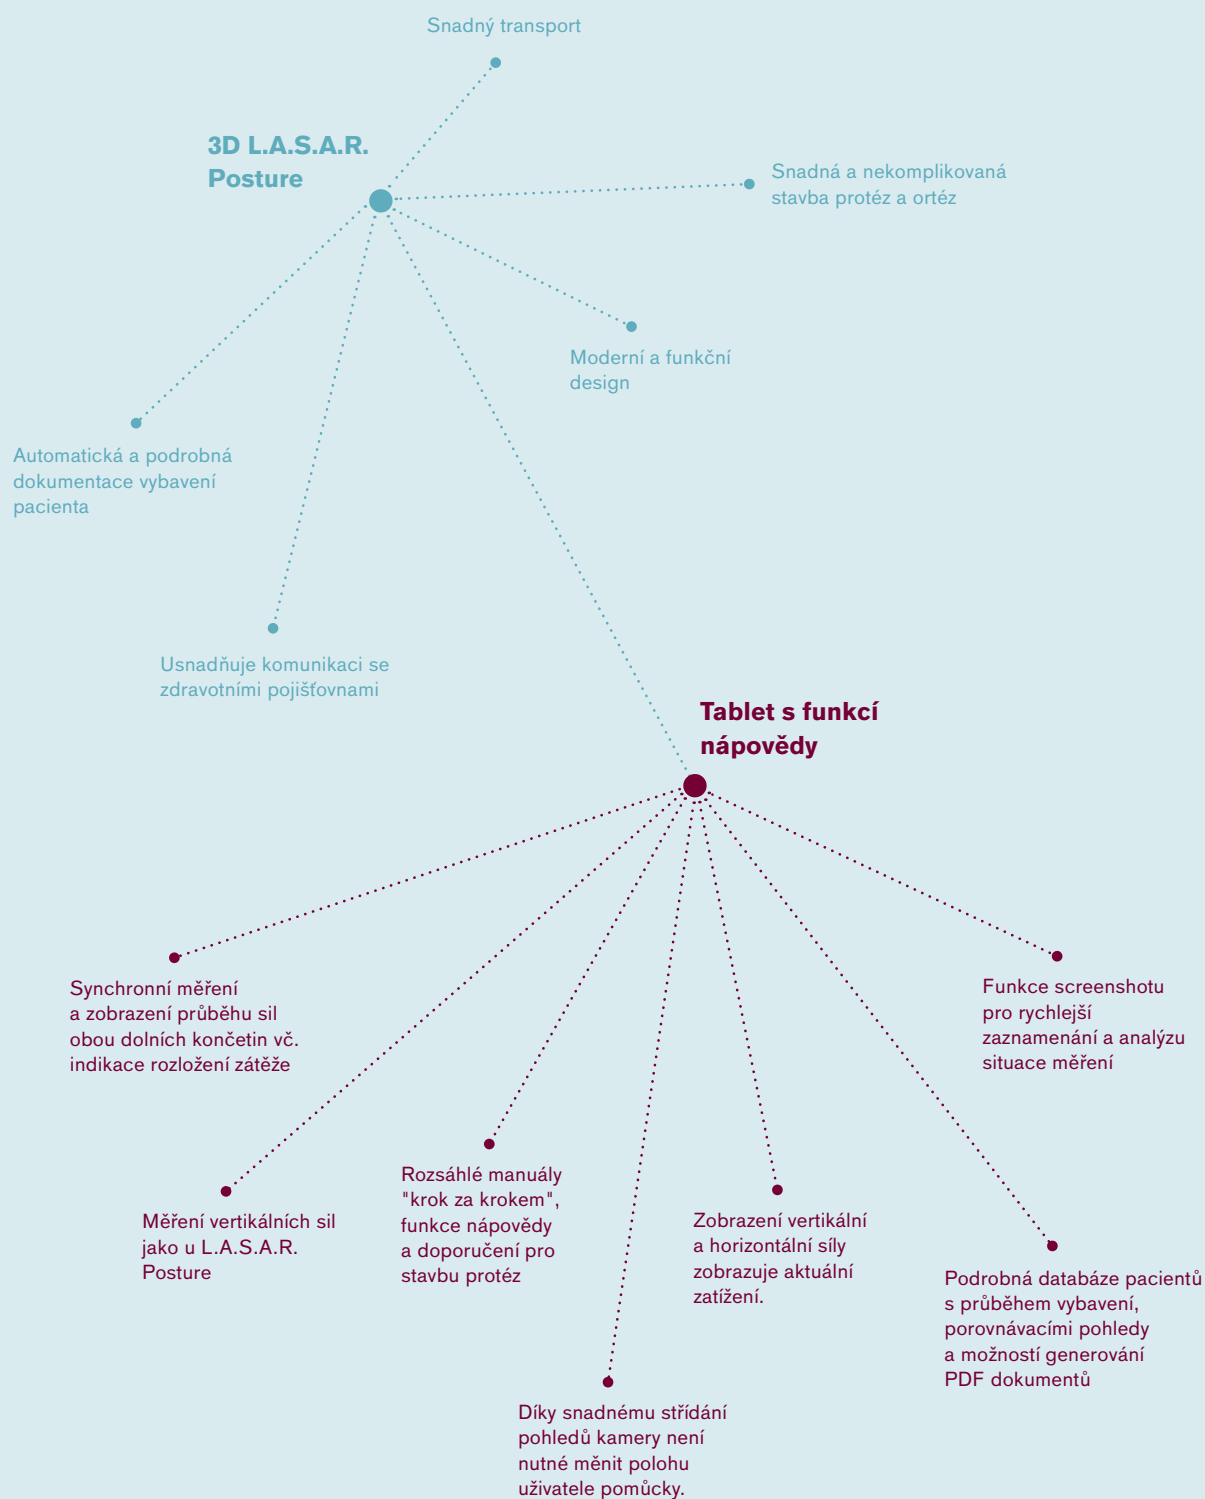 Snadný transport
3D L.A.S.A.R.
Posture
Snadná a nekomplikovaná
stavba protéz a ortéz
Moderní a funkční
design
Automatická a podrobná
dokumentace vybavení
pacienta
Usnadňuje komunikaci se
zdravotními pojišťovnami
Tablet s funkcí
nápovědy
Synchronní měření
a zobrazení průběhu sil
obou dolních končetin vč.
indikace rozložení zátěže
Funkce screenshotu
pro rychlejší
zaznamenání a analýzu
situace měření
Měření vertikálních sil
jako u L.A.S.A.R.
Posture
Rozsáhlé manuály
"krok za krokem",
funkce nápovědy
a doporučení pro
stavbu protéz
Zobrazení vertikální
a horizontální síly
zobrazuje aktuální
zatížení.
Podrobná databáze pacientů
s průběhem vybavení,
porovnávacími pohledy
a možností generování
PDF dokumentů
Díky snadnému střídání
pohledů kamery není
nutné měnit polohu
uživatele pomůcky.